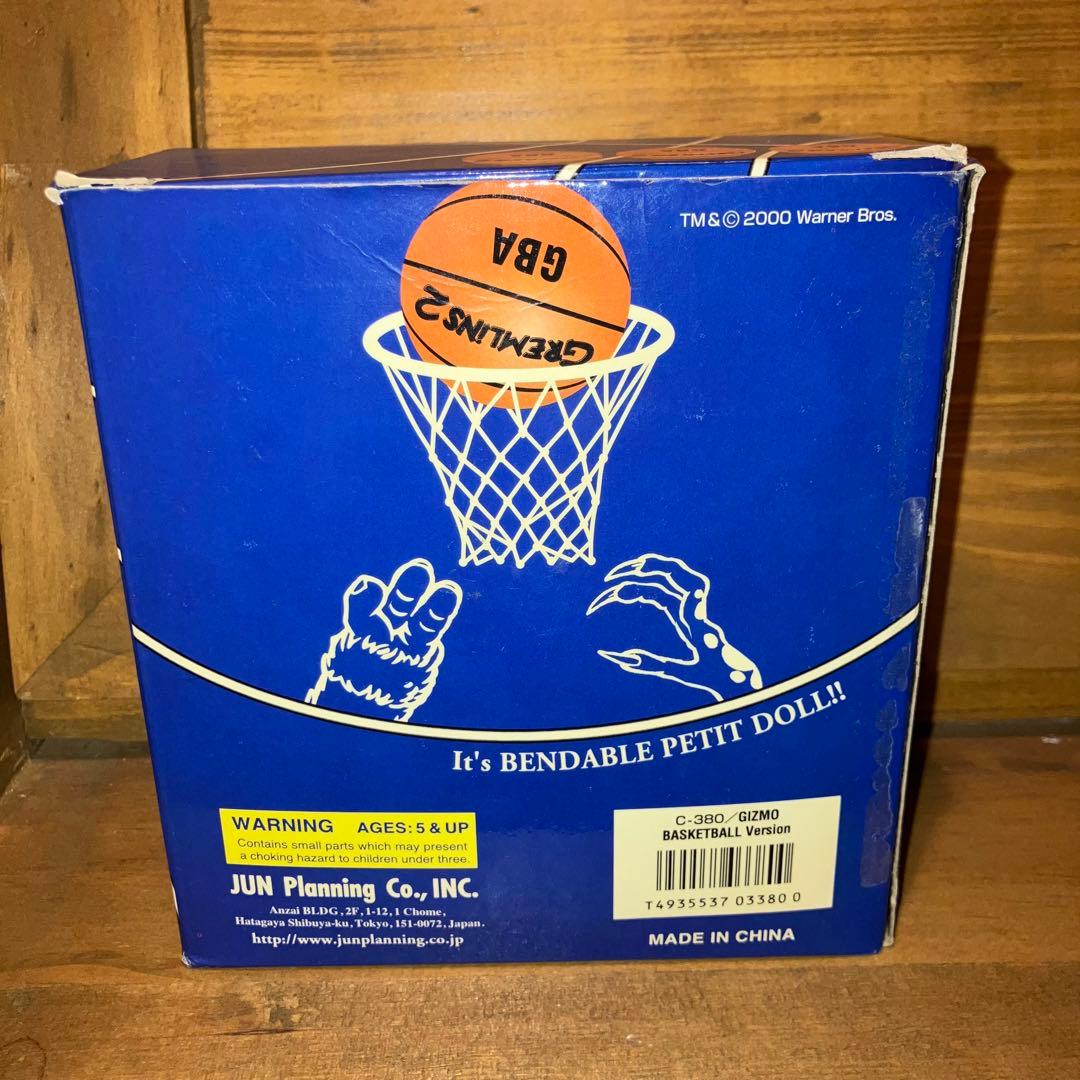 TM & © 2000 Warner Bros.
GBA
GREMLINS 2
It's BENDABLE PETIT DOLL!!
WARNING AGES: 5 & UP
Contains small parts which may present
a choking hazard to children under three.
JUN Planning Co., INC.
Anzai BLDG, 2F, 1-12, 1 Chome,
Hatagaya Shibuya-ku, Tokyo, 151-0072, Japan.
http://www.junplanning.co.jp
C-380/GIZMO
BASKETBALL Version
T4935537 03380 0
MADE IN CHINA